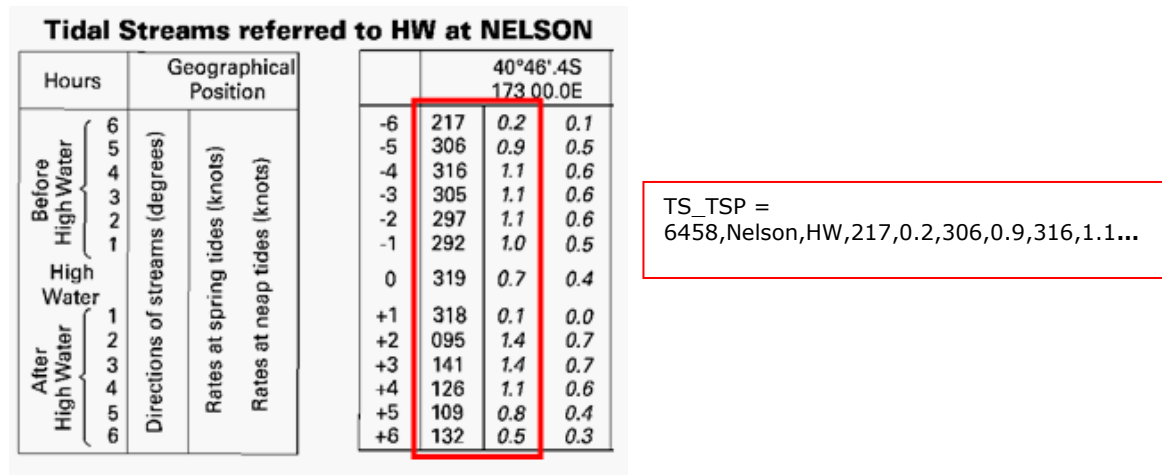 Tidal Streams referred to HW at NELSON
Hours
Geographical
Position
Before
High Water
6
5
4
3
2
1
High
Water
After
High Water
1
2
3
4
5
6
Directions of streams (degrees)
Rates at spring tides (knots)
Rates at neap tides (knots)
40°46'.4S
173 00.0E
-6 217 0.2 0.1
-5 306 0.9 0.5
-4 316 1.1 0.6
-3 305 1.1 0.6
-2 297 1.1 0.6
-1 292 1.0 0.5
0 319 0.7 0.4
+1 318 0.1 0.0
+2 095 1.4 0.7
+3 141 1.4 0.7
+4 126 1.1 0.6
+5 109 0.8 0.4
+6 132 0.5 0.3
TS_TSP =
6458,Nelson,HW,217,0.2,306,0.9,316,1.1...